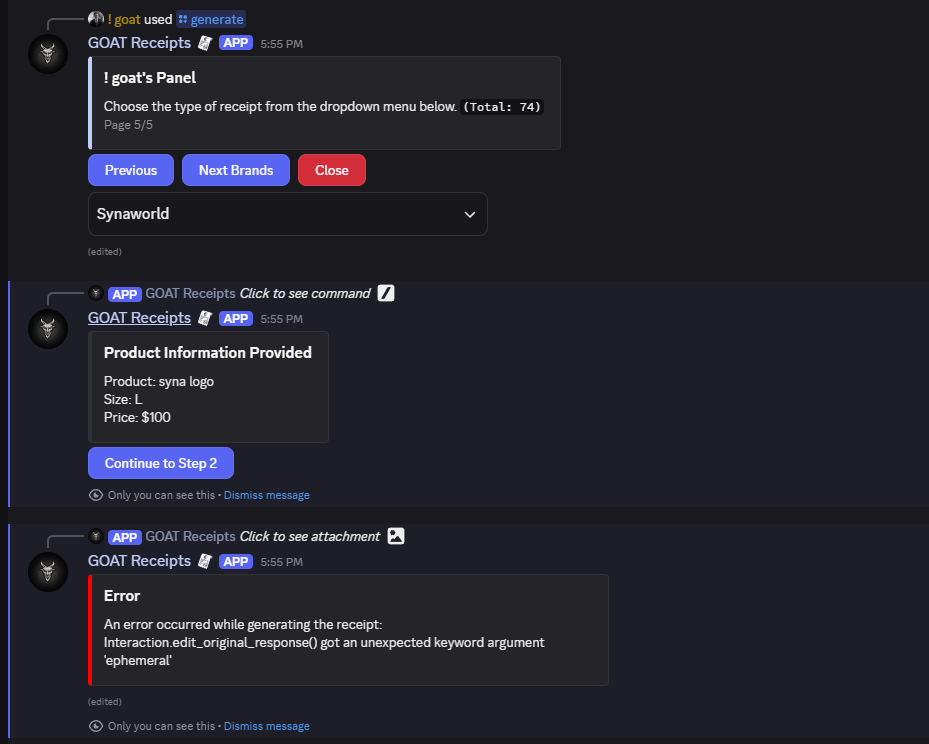 ! goat used generate
GOAT Receipts APP 5:55 PM
! goat's Panel
Choose the type of receipt from the dropdown menu below. (Total: 74)
Page 5/5
Previous Next Brands Close
Synaworld
(edited)
APP GOAT Receipts Click to see command
GOAT Receipts APP 5:55 PM
Product Information Provided
Product: syna logo
Size: L
Price: $100
Continue to Step 2
Only you can see this • Dismiss message
APP GOAT Receipts Click to see attachment
GOAT Receipts APP 5:55 PM
Error
An error occurred while generating the receipt:
Interaction.edit_original_response() got an unexpected keyword argument
'ephemeral'
(edited)
Only you can see this • Dismiss message